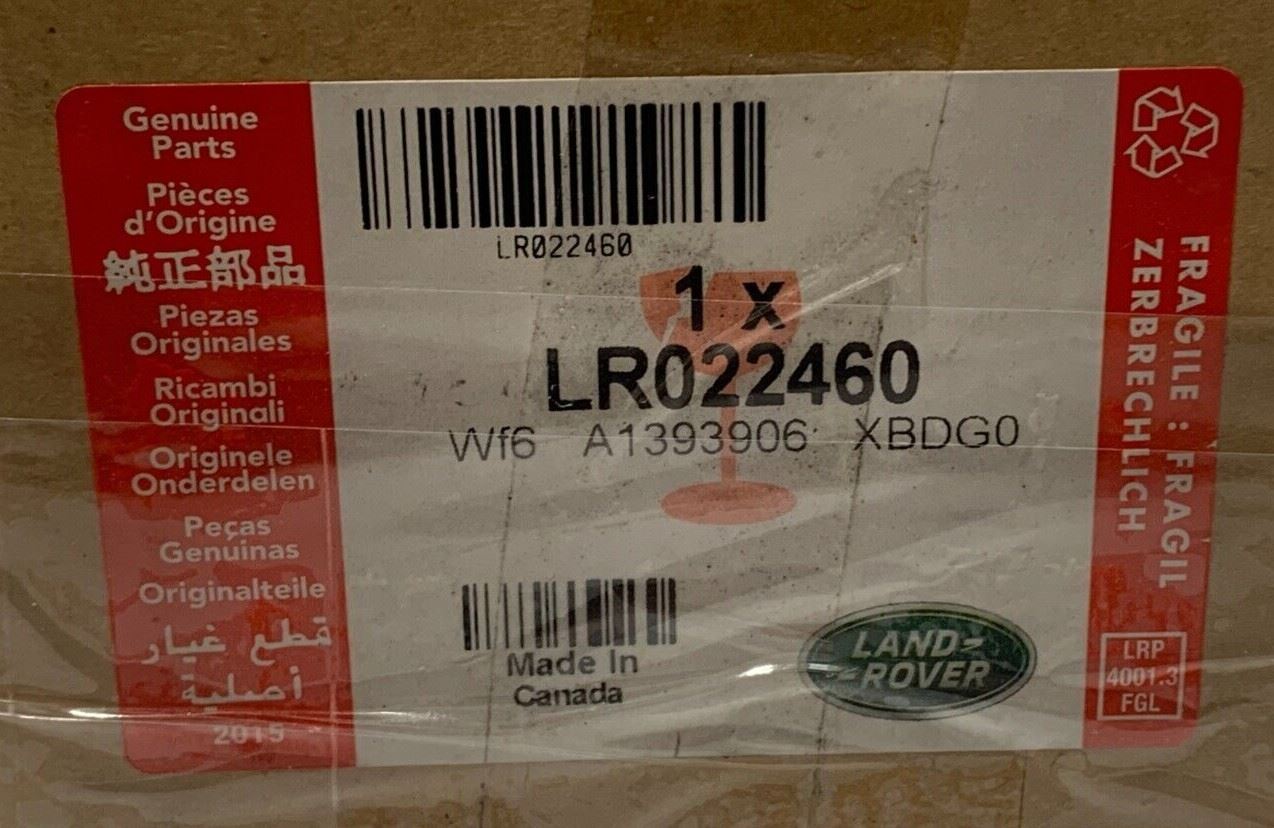 Genuine
Parts
Pièces
d'Origine
純正部品
Piezas
Originales
Ricambi
Originali
Originele
Onderdelen
Peças
Genuinas
Originalteile
قطع غيار
أصلية
2015
LR022460
1 x
LR022460
Wf6 A1393906 XBDG0
Made In
Canada
LAND-
-ROVER
FRAGILE : FRAGIL
ZERBRECHLICH
LRP
4001.3
FGL